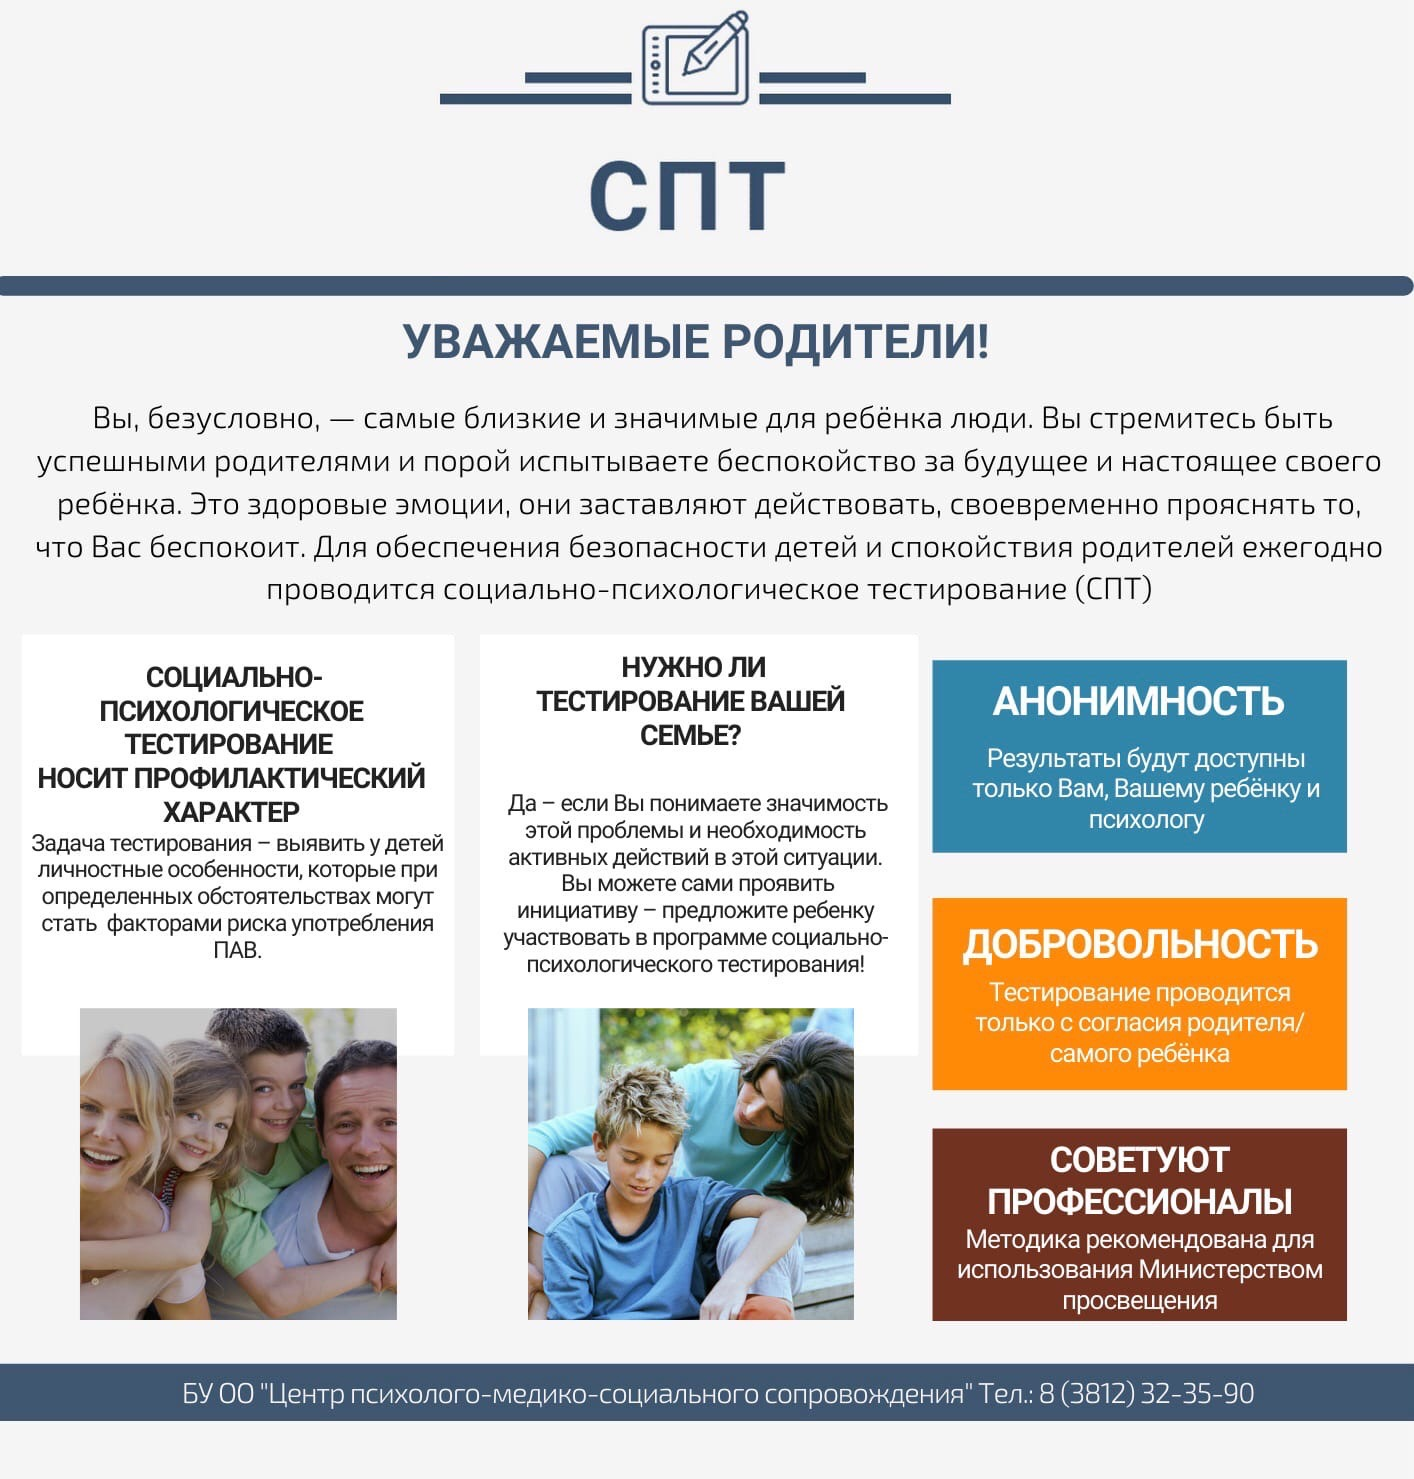 СПТ
УВАЖАЕМЫЕ РОДИТЕЛИ!
Вы, безусловно, — самые близкие и значимые для ребёнка люди. Вы стремитесь быть
успешными родителями и порой испытываете беспокойство за будущее и настоящее своего
ребёнка. Это здоровые эмоции, они заставляют действовать, своевременно прояснять то,
что Вас беспокоит. Для обеспечения безопасности детей и спокойствия родителей ежегодно
проводится социально-психологическое тестирование (СПТ)
СОЦИАЛЬНО-
ПСИХОЛОГИЧЕСКОЕ
ТЕСТИРОВАНИЕ
НОСИТ ПРОФИЛАКТИЧЕСКИЙ
ХАРАКТЕР
Задача тестирования – выявить у детей
личностные особенности, которые при
определенных обстоятельствах могут
стать факторами риска употребления
ПАВ.
НУЖНО ЛИ
ТЕСТИРОВАНИЕ ВАШЕЙ
СЕМЬЕ?
Да – если Вы понимаете значимость
этой проблемы и необходимость
активных действий в этой ситуации.
Вы можете сами проявить
инициативу – предложите ребенку
участвовать в программе социально-
психологического тестирования!
АНОНИМНОСТЬ
Результаты будут доступны
только Вам, Вашему ребёнку и
психологу
ДОБРОВОЛЬНОСТЬ
Тестирование проводится
только с согласия родителя/
самого ребёнка
СОВЕТУЮТ
ПРОФЕССИОНАЛЫ
Методика рекомендована для
использования Министерством
просвещения
БУ ОО "Центр психолого-медико-социального сопровождения" Тел.: 8 (3812) 32-35-90